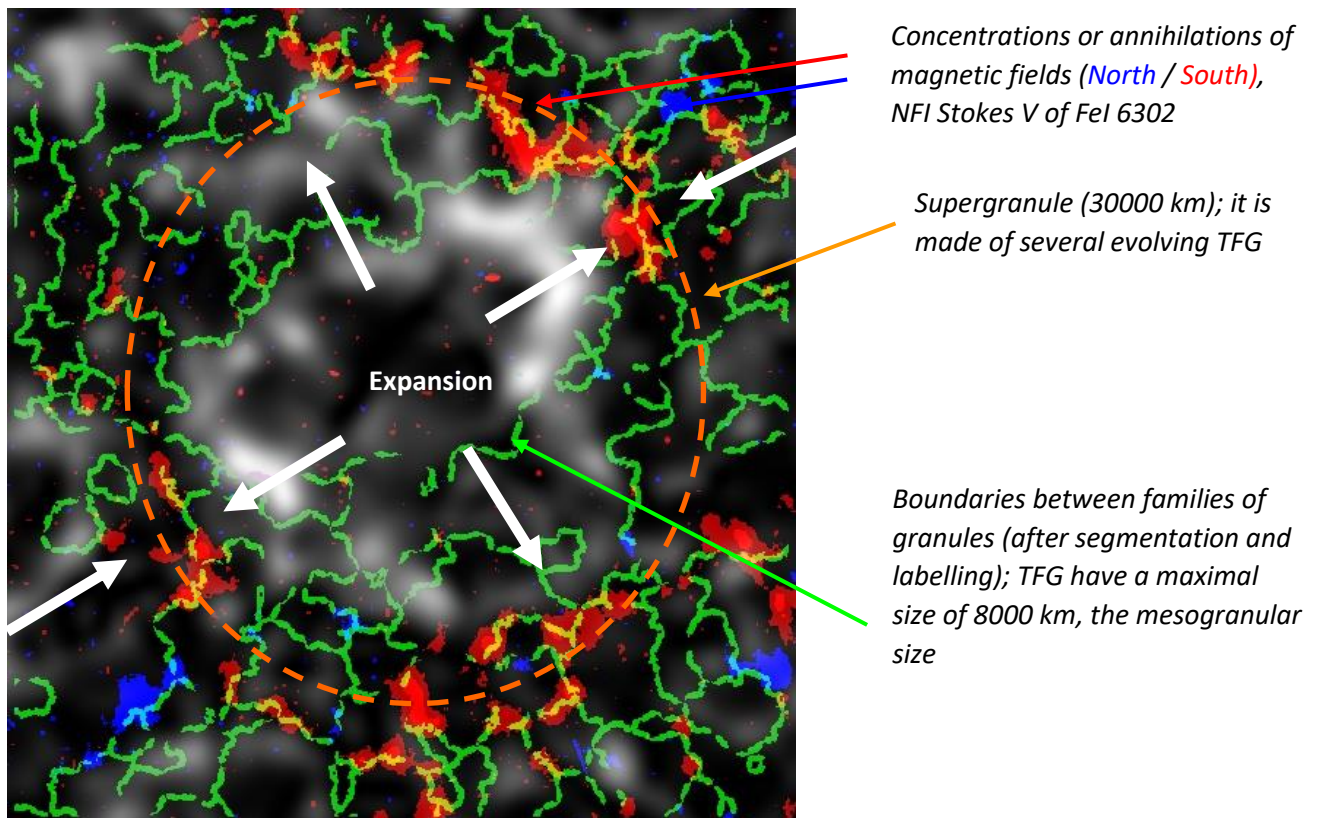 Concentrations or annihilations of
magnetic fields (North / South),
NFI Stokes V of FeI 6302
Supergranule (30000 km); it is
made of several evolving TFG
Expansion
Boundaries between families of
granules (after segmentation and
labelling); TFG have a maximal
size of 8000 km, the mesogranular
size